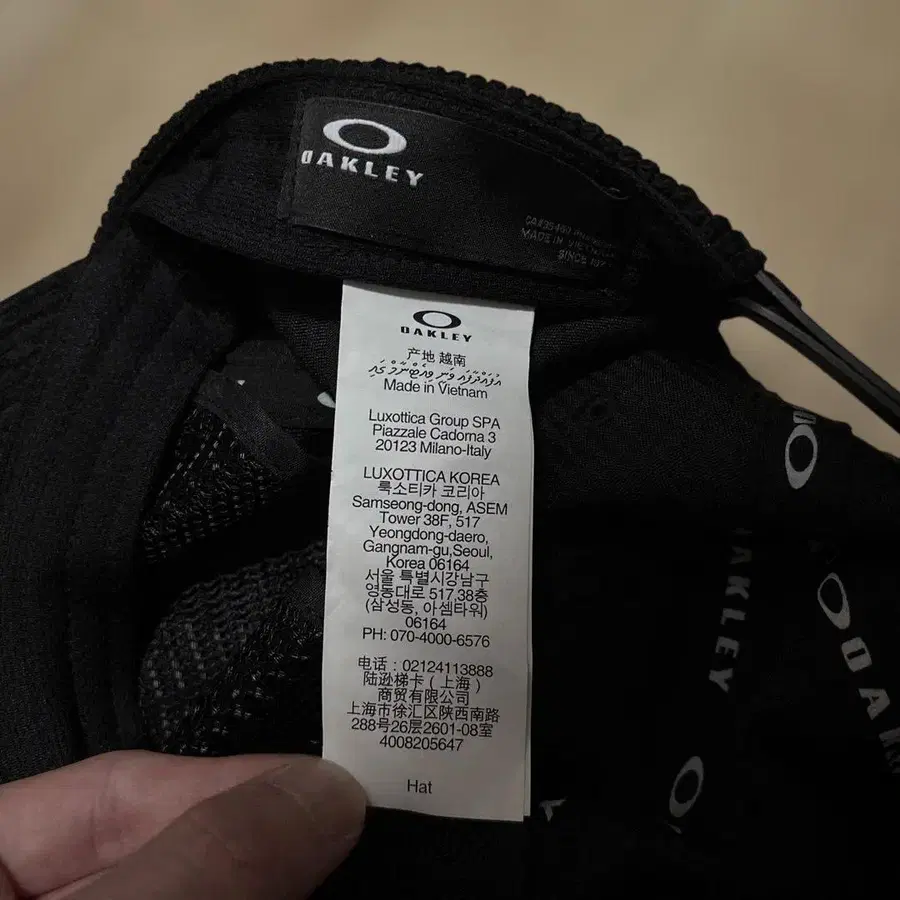 OAKLEY
MADE IN VIETNAM
OAKLEY
产地 越南
Made in Vietnam
Luxottica Group SPA
Piazzale Cadorna 3
20123 Milano-Italy
LUXOTTICA KOREA
룩소티카 코리아
Samseong-dong, ASEM
Tower 38F, 517
Yeongdong-daero,
Gangnam-gu,Seoul,
Korea 06164
서울 특별시강남구
영동대로 517,38층
(삼성동, 아셈타워)
06164
PH: 070-4000-6576
电话 : 02124113888
陆逊梯卡（上海）
商贸有限公司
上海市徐汇区陕西南路
288号26层2601-08室
4008205647
Hat
OAKLEY